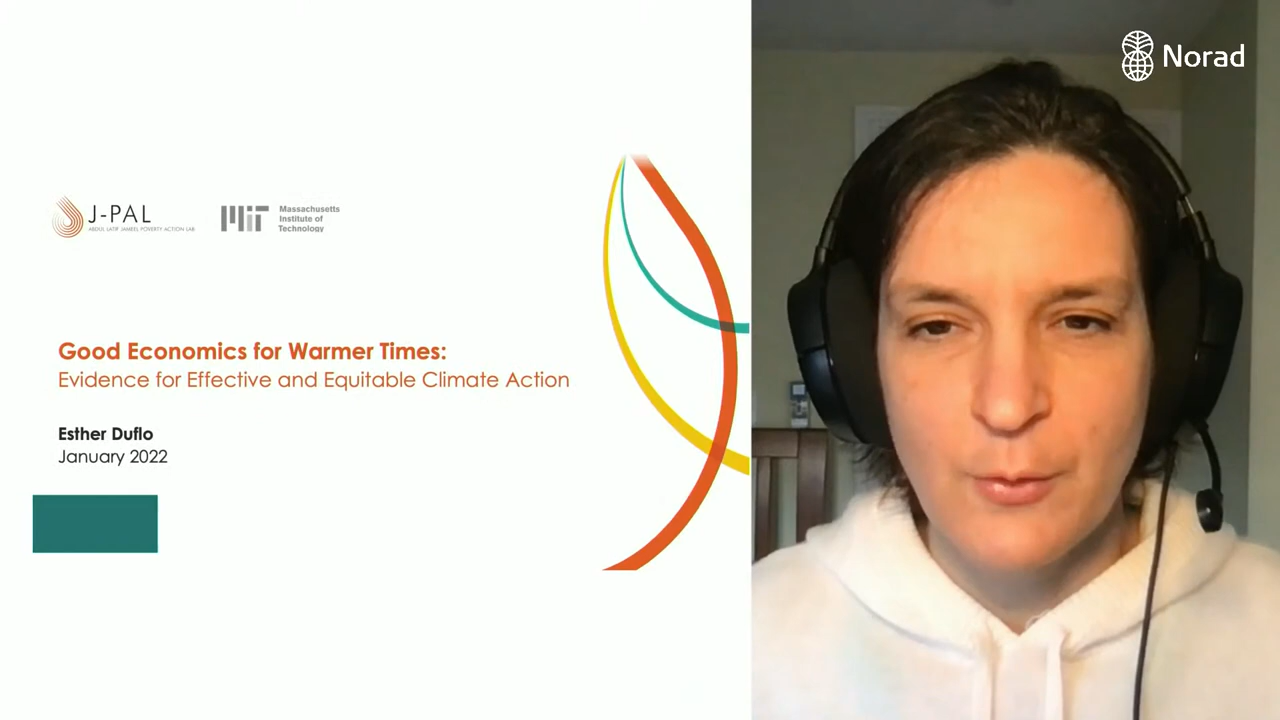 Norad
J-PAL
ABDUL LATIF JAMEEL POVERTY ACTION LAB
Massachusetts
Institute of
Technology
Good Economics for Warmer Times:
Evidence for Effective and Equitable Climate Action
Esther Duflo
January 2022